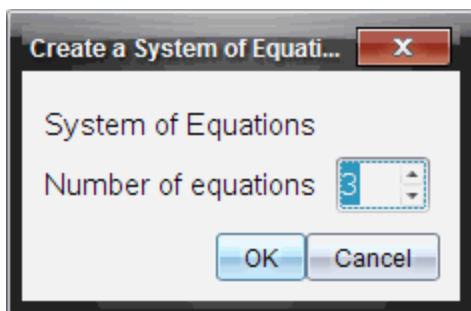 Create a System of Equati... X
System of Equations
Number of equations 3
OK Cancel